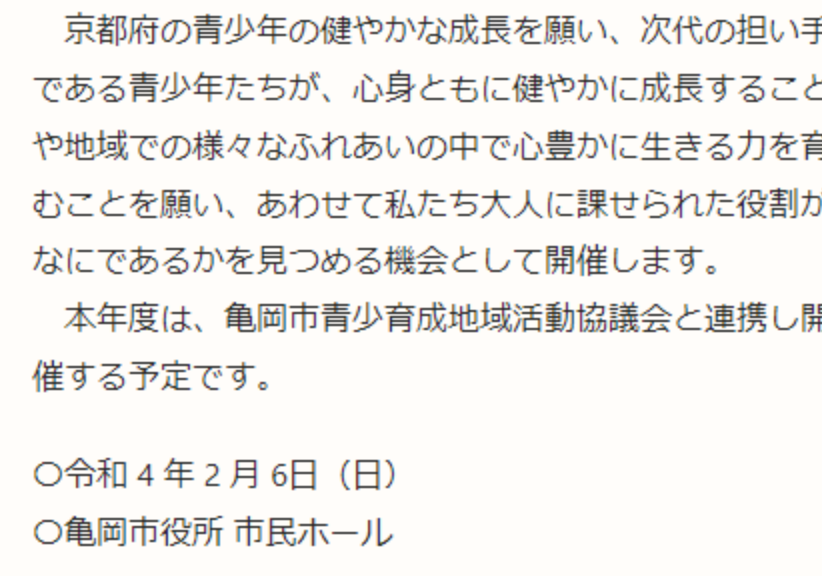 京都府の青少年の健やかな成長を願い、次代の担い手
である青少年たちが、心身ともに健やかに成長すること
や地域での様々なふれあいの中で心豊かに生きる力を育
むことを願い、あわせて私たち大人に課せられた役割が
なにであるかを見つめる機会として開催します。
本年度は、亀岡市青少育成地域活動協議会と連携し開
催する予定です。
〇令和 4 年 2 月 6日（日）
〇亀岡市役所 市民ホール